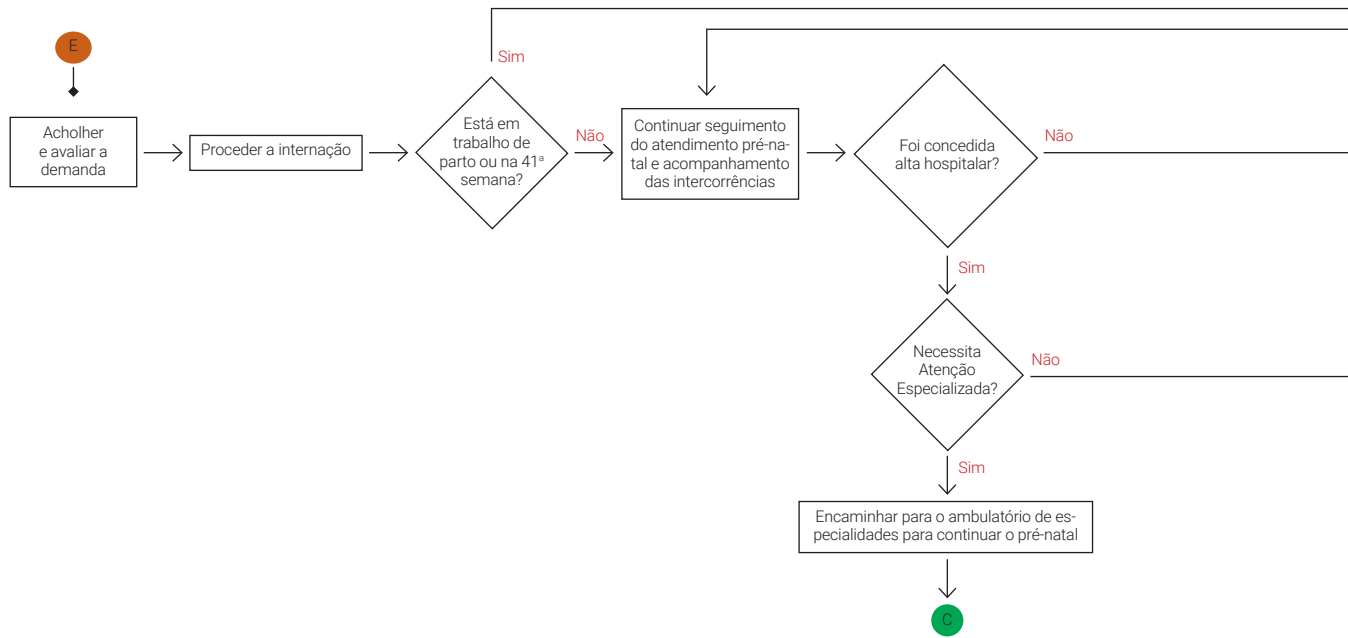 E
Acholher
e avaliar a
demanda
Proceder a internação
Está em
trabalho de
parto ou na 41ª
semana?
Sim
Não
Continuar seguimento
do atendimento pré-na-
tal e acompanhamento
das intercorrências
Foi concedida
alta hospitalar?
Não
Sim
Necessita
Atenção
Especializada?
Não
Sim
Encaminhar para o ambulatório de es-
pecialidades para continuar o pré-natal
C